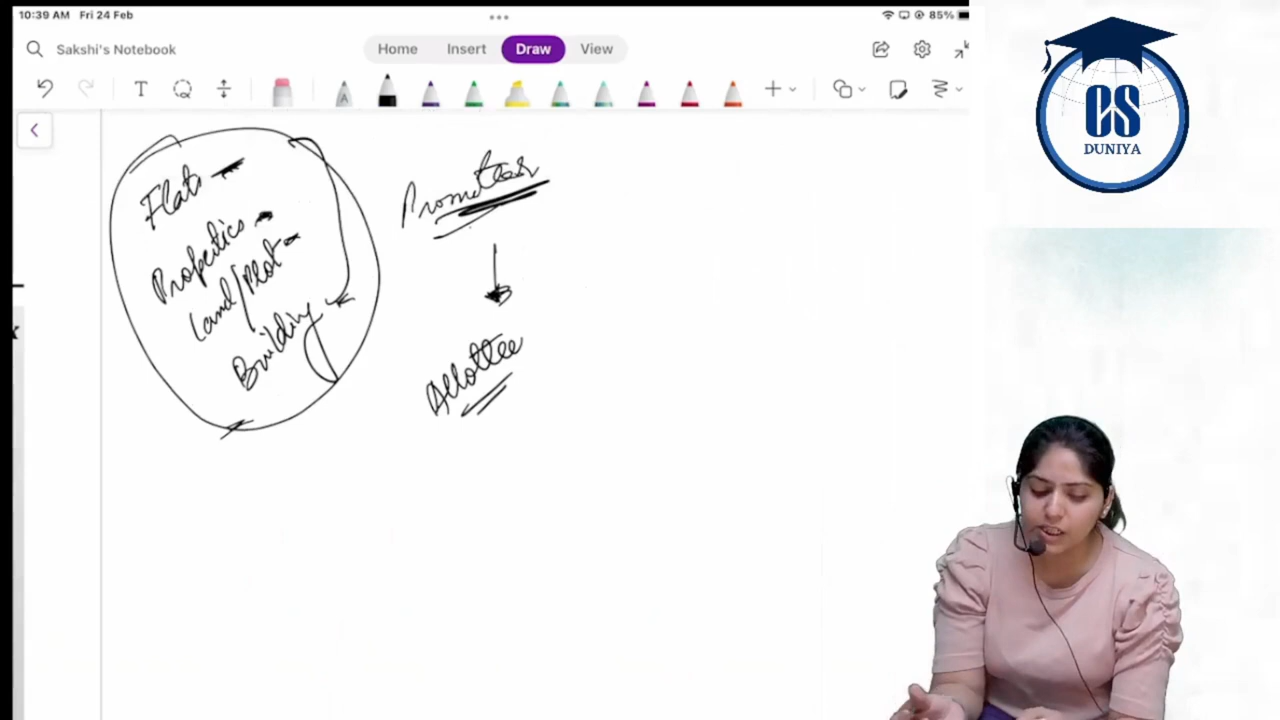 10:39 AM Fri 24 Feb
85%
Sakshi's Notebook
Home Insert Draw View
T
A
Flats
Properties
Land/Plot
Building
Promoter
Allottee
CS
DUNIYA